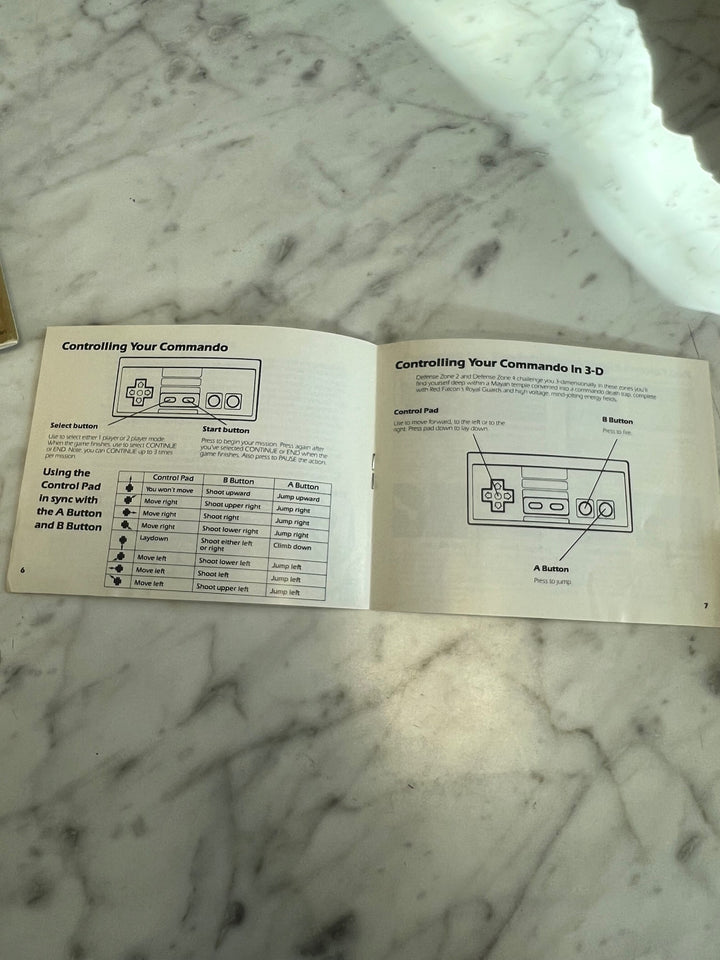 Controlling Your Commando
Select button
Use to select either 1 player or 2 player mode.
When the game finishes, use to select CONTINUE
or END. Note: you can CONTINUE up to 3 times
per mission.
Start button
Press to begin your mission. Press again after
you've selected CONTINUE or END when the
game finishes. Also press to PAUSE the action.
Using the
Control Pad
in sync with
the A Button
and B Button
Control Pad B Button A Button
You won't move Shoot upward Jump upward
Move right Shoot upper right Jump right
Move right Shoot right Jump right
Move right Shoot lower right Jump right
Laydown Shoot either left
or right Climb down
Move left Shoot lower left Jump left
Move left Shoot left Jump left
Move left Shoot upper left Jump left
6
Controlling Your Commando In 3-D
Defense Zone 2 and Defense Zone 4 challenge you 3-dimensionally. In these zones you'll
find yourself deep within a Mayan temple converted into a commando death trap, complete
with Red Falcon's Royal Guards and high voltage, mind-jolting energy fields.
Control Pad
Use to move forward, to the left or to the
right. Press pad down to lay down.
B Button
Press to fire.
A Button
Press to jump.
7